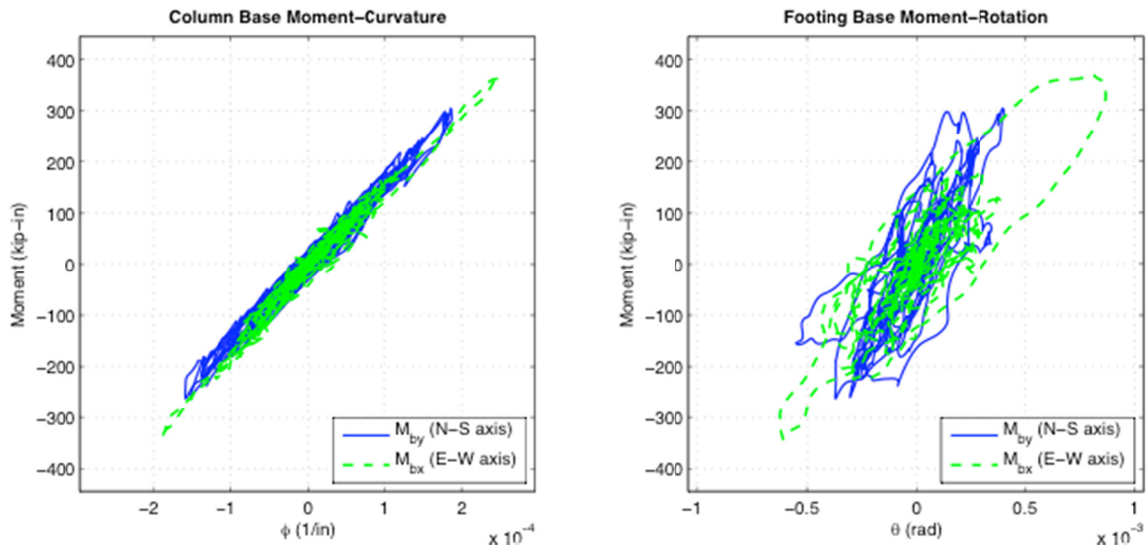 Column Base Moment–Curvature
Moment (kip–in)
400
300
200
100
0
−100
−200
−300
−400
−2
−1
0
1
2
ϕ (1/in)
x 10⁻⁴
M_by (N–S axis)
M_bx (E–W axis)
Footing Base Moment–Rotation
Moment (kip–in)
400
300
200
100
0
−100
−200
−300
−400
−1
−0.5
0
0.5
1
θ (rad)
x 10⁻³
M_by (N–S axis)
M_bx (E–W axis)